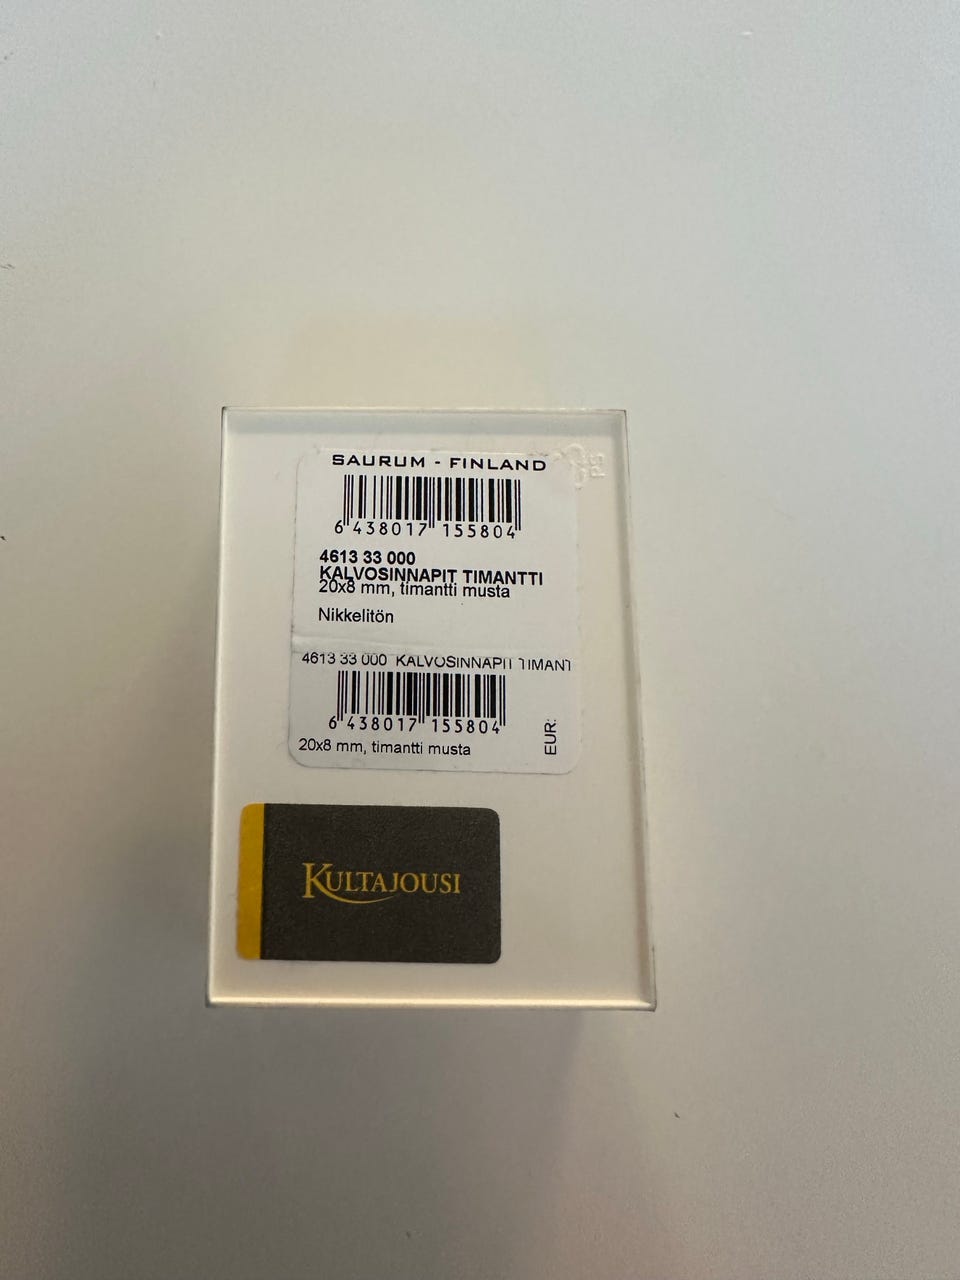 SAURUM - FINLAND
6 438017 155804
4613 33 000
KALVOSINNAPIT TIMANTTI
20x8 mm, timantti musta
Nikkelitön
4613 33 000 KALVOSINNAPIT TIMANT
6 438017 155804
20x8 mm, timantti musta
EUR:
PS
KULTAJOUSI